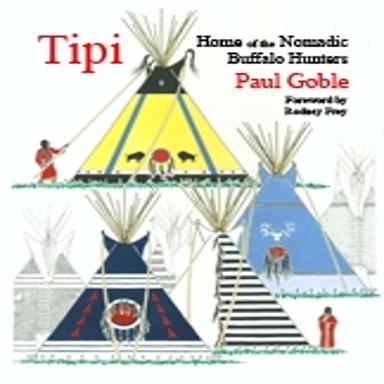 Tipi
Home of the Nomadic
Buffalo Hunters
Paul Goble
Foreword by
Rodney Frey